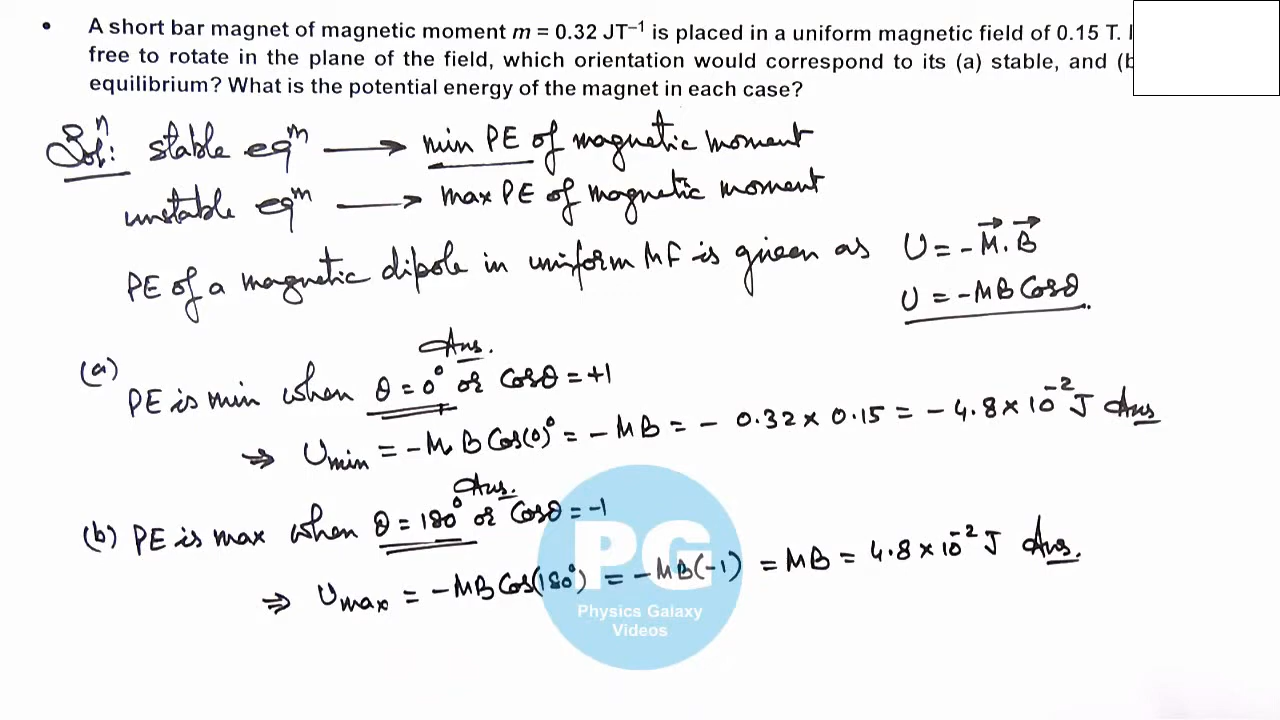 • A short bar magnet of magnetic moment m = 0.32 JT⁻¹ is placed in a uniform magnetic field of 0.15 T.
free to rotate in the plane of the field, which orientation would correspond to its (a) stable, and
equilibrium? What is the potential energy of the magnet in each case?
Solⁿ: stable eqᵐ → min PE of magnetic moment
unstable eqᵐ → max PE of magnetic moment
PE of a magnetic dipole in uniform MF is given as U = -M⃗.B⃗
U = -MB Cosθ
Ans.
(a) PE is min when θ = 0° or Cosθ = +1
⇒ Umin = -M B Cos(0)° = -MB = - 0.32 × 0.15 = - 4.8 × 10⁻² J Ans
Ans.
(b) PE is max when θ = 180° or Cosθ = -1
⇒ Umax = -MB Cos(180°) = -MB(-1) = MB = 4.8 × 10⁻² J Ans.
PG
Physics Galaxy
Videos